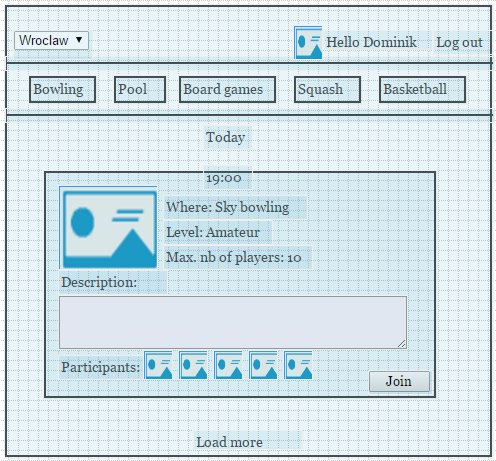 Wroclaw Hello Dominik Log out
Bowling Pool Board games Squash Basketball
Today
19:00
Where: Sky bowling
Level: Amateur
Max. nb of players: 10
Description:
Participants:
Join
Load more